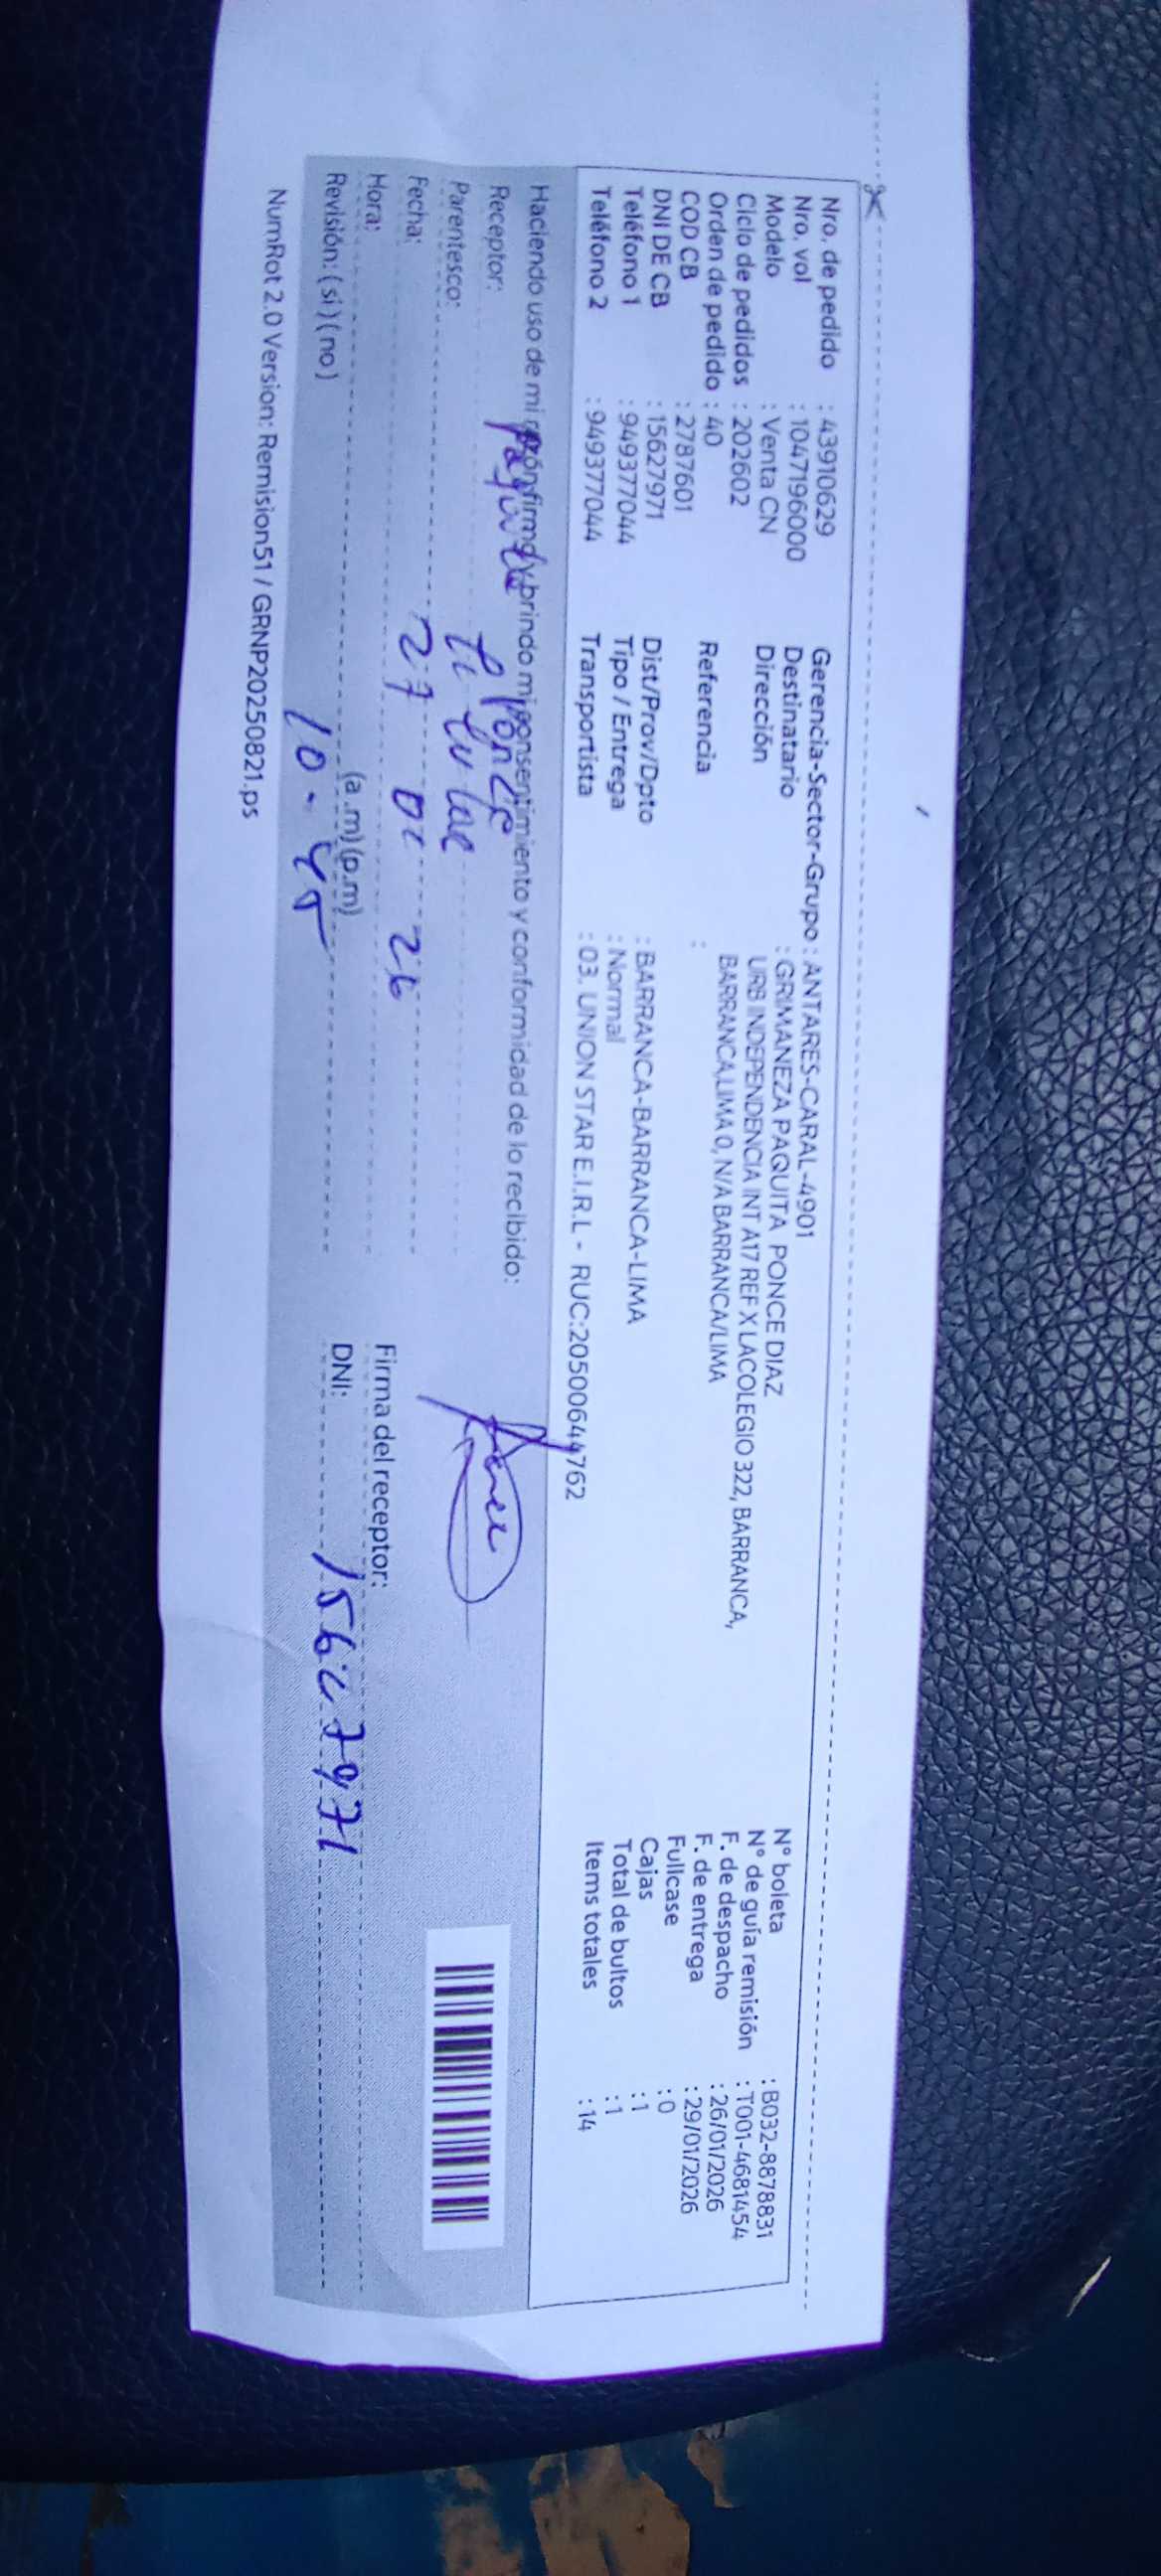 Nro. de pedido : 43910629
Nro. vol : 1047196000
Modelo : Venta CN
Ciclo de pedidos : 202602
Orden de pedido : 40
COD CB : 2787601
DNI DE CB : 15627971
Teléfono 1 : 949377044
Teléfono 2 : 949377044
Gerencia-Sector-Grupo : ANTARES-CARAL-4901
Destinatario : GRIMANEZA PAQUITA PONCE DIAZ
Dirección URB INDEPENDENCIA INT A17 REF X LACOLEGIO 322, BARRANCA,
BARRANCA,LIMA 0, N/A BARRANCA/LIMA
Referencia :
Dist/Prov/Dpto : BARRANCA-BARRANCA-LIMA
Tipo / Entrega : Normal
Transportista : 03. UNION STAR E.I.R.L - RUC:20500644762
N° boleta : B032-8878831
N° de guía remisión : T001-4681454
F. de despacho : 26/01/2026
F. de entrega : 29/01/2026
Fullcase : 0
Cajas : 1
Total de bultos : 1
Items totales : 14
Haciendo uso de mi razón firmo y brindo mi consentimiento y conformidad de lo recibido:
Receptor: Paquita Ponce
Parentesco: Titular
Fecha: 27 01 26
Hora: (a.m) (p.m)
Revisión: ( si ) ( no ) 10. 45
Firma del receptor:
DNI: 15627971
NumRot 2.0 Version: Remision51 / GRNP20250821.ps